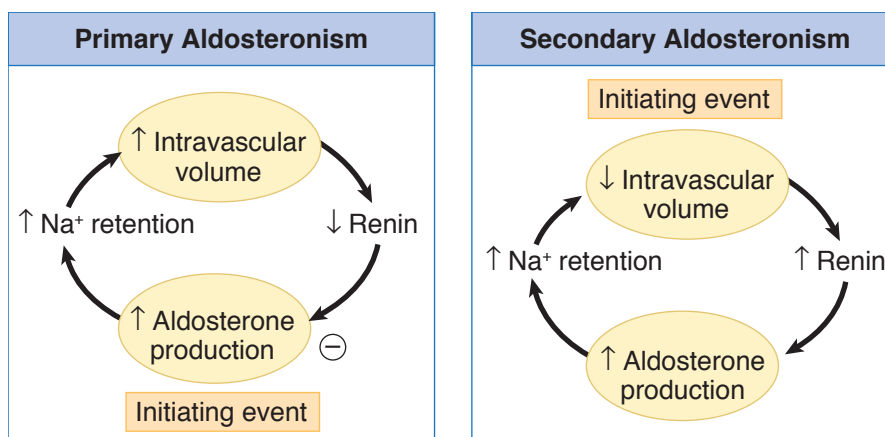 Primary Aldosteronism
↑ Intravascular
volume
↑ Na⁺ retention
↓ Renin
↑ Aldosterone
production
⊖
Initiating event
Secondary Aldosteronism
Initiating event
↓ Intravascular
volume
↑ Na⁺ retention
↑ Renin
↑ Aldosterone
production